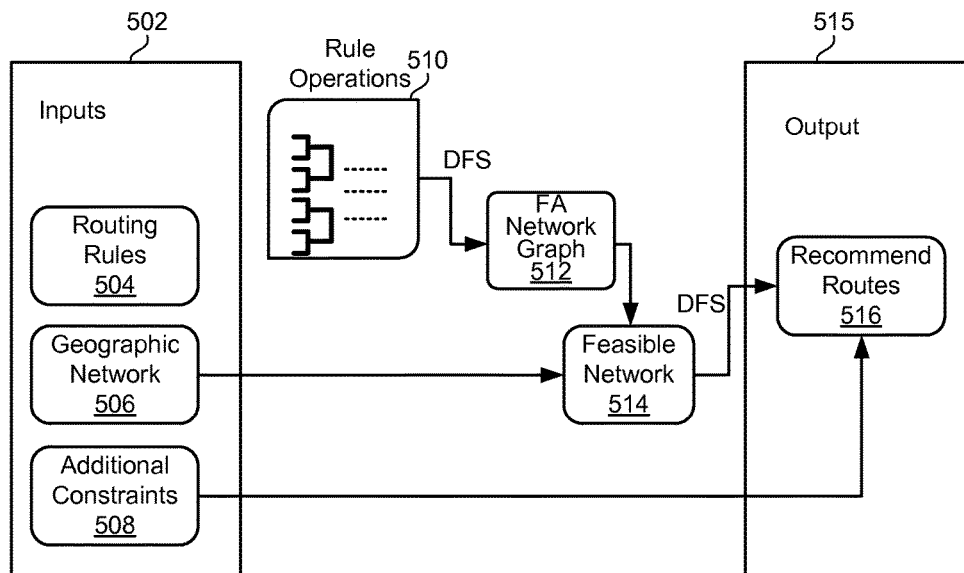 502
Inputs
Routing
Rules
504
Geographic
Network
506
Additional
Constraints
508
Rule
Operations
510
DFS
FA
Network
Graph
512
Feasible
Network
514
DFS
515
Output
Recommend
Routes
516